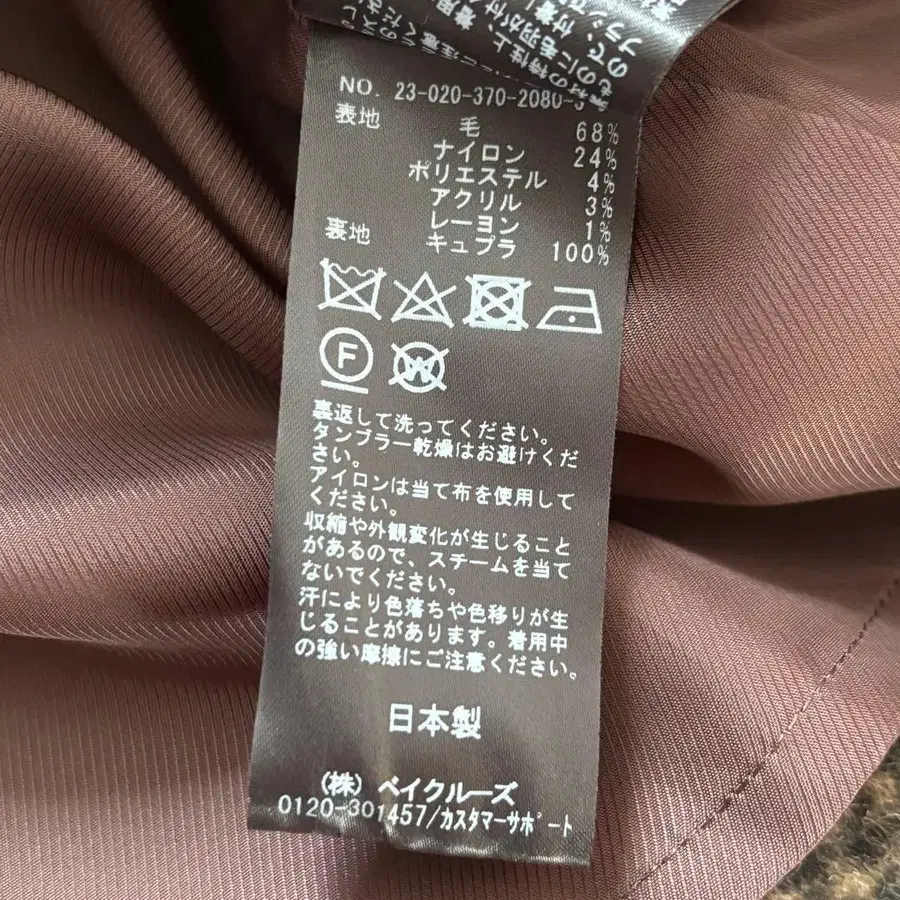 NO. 23-020-370-2080-3
表地 毛 68%
ナイロン 24%
ポリエステル 4%
アクリル 3%
レーヨン 1%
裏地 キュプラ 100%
F
W
裏返して洗ってください。
タンブラー乾燥はお避けくだ
さい。
アイロンは当て布を使用して
ください。
収縮や外観変化が生じること
があるので、スチームを当て
ないでください。
汗により色落ちや色移りが生
じることがあります。着用中
の強い摩擦にご注意ください。
日本製
(株) ベイクルーズ
0120-301457/カスタマーサポート